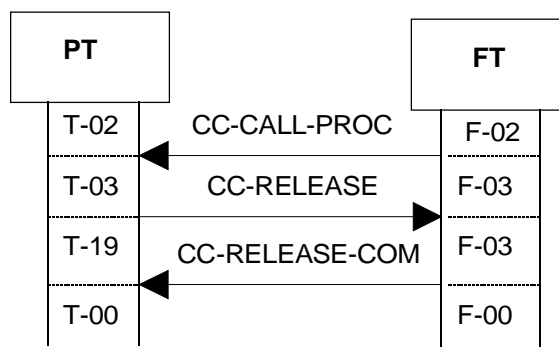 PT FT
T-02 CC-CALL-PROC F-02
T-03 CC-RELEASE F-03
T-19 CC-RELEASE-COM F-03
T-00 F-00